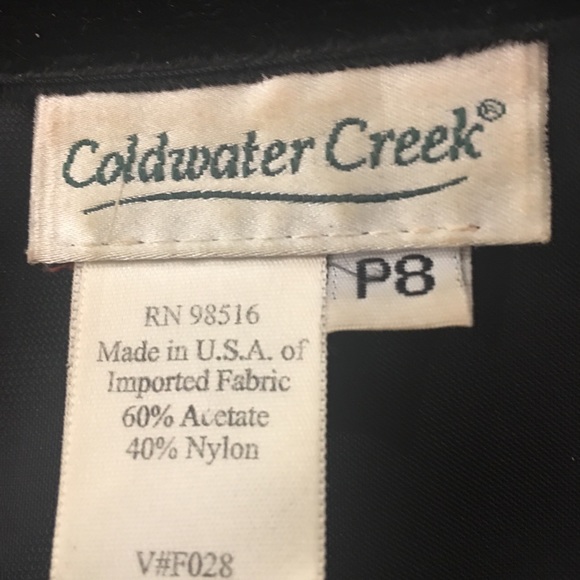 Coldwater Creek®
P8
RN 98516
Made in U.S.A. of
Imported Fabric
60% Acetate
40% Nylon
V#F028